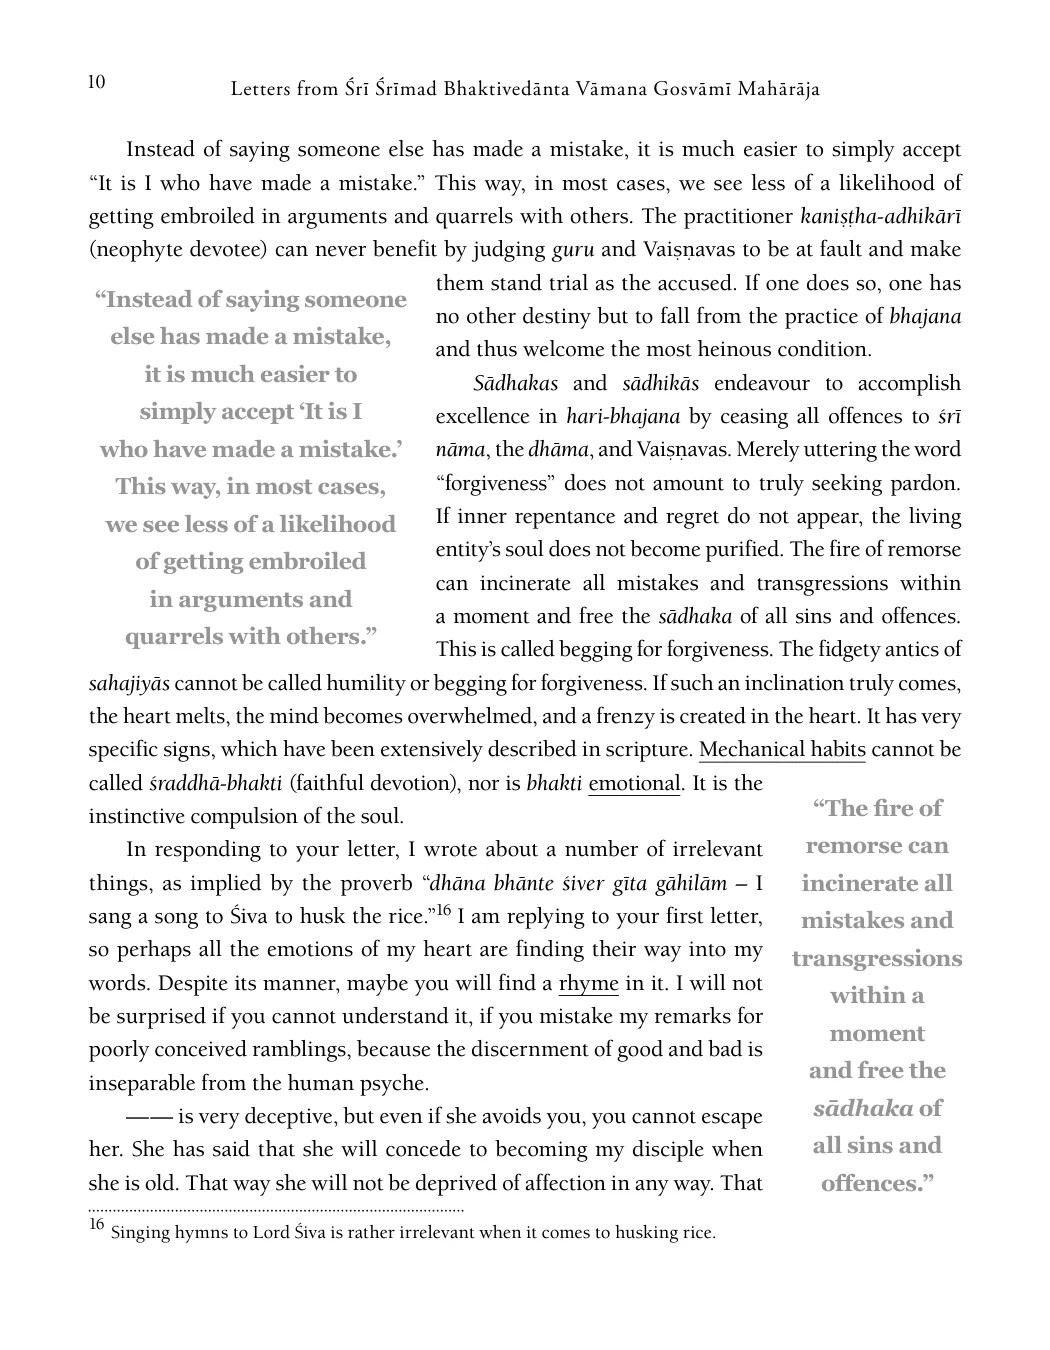 10
Letters from Śrī Śrīmad Bhaktivedānta Vāmana Gosvāmī Mahārāja
Instead of saying someone else has made a mistake, it is much easier to simply accept
“It is I who have made a mistake.” This way, in most cases, we see less of a likelihood of
getting embroiled in arguments and quarrels with others. The practitioner kaniṣṭha-adhikārī
(neophyte devotee) can never benefit by judging guru and Vaiṣṇavas to be at fault and make
them stand trial as the accused. If one does so, one has
no other destiny but to fall from the practice of bhajana
and thus welcome the most heinous condition.
“Instead of saying someone
else has made a mistake,
it is much easier to
simply accept ‘It is I
who have made a mistake.’
This way, in most cases,
we see less of a likelihood
of getting embroiled
in arguments and
quarrels with others.”
Sādhakas and sādhikās endeavour to accomplish
excellence in hari-bhajana by ceasing all offences to śrī
nāma, the dhāma, and Vaiṣṇavas. Merely uttering the word
“forgiveness” does not amount to truly seeking pardon.
If inner repentance and regret do not appear, the living
entity’s soul does not become purified. The fire of remorse
can incinerate all mistakes and transgressions within
a moment and free the sādhaka of all sins and offences.
This is called begging for forgiveness. The fidgety antics of
sahajiyās cannot be called humility or begging for forgiveness. If such an inclination truly comes,
the heart melts, the mind becomes overwhelmed, and a frenzy is created in the heart. It has very
specific signs, which have been extensively described in scripture. Mechanical habits cannot be
called śraddhā-bhakti (faithful devotion), nor is bhakti emotional. It is the
instinctive compulsion of the soul.
In responding to your letter, I wrote about a number of irrelevant
things, as implied by the proverb “dhāna bhānte śiver gīta gāhilām – I
sang a song to Śiva to husk the rice.”16 I am replying to your first letter,
so perhaps all the emotions of my heart are finding their way into my
words. Despite its manner, maybe you will find a rhyme in it. I will not
be surprised if you cannot understand it, if you mistake my remarks for
poorly conceived ramblings, because the discernment of good and bad is
inseparable from the human psyche.
—— is very deceptive, but even if she avoids you, you cannot escape
her. She has said that she will concede to becoming my disciple when
she is old. That way she will not be deprived of affection in any way. That
“The fire of
remorse can
incinerate all
mistakes and
transgressions
within a
moment
and free the
sādhaka of
all sins and
offences.”
16 Singing hymns to Lord Śiva is rather irrelevant when it comes to husking rice.